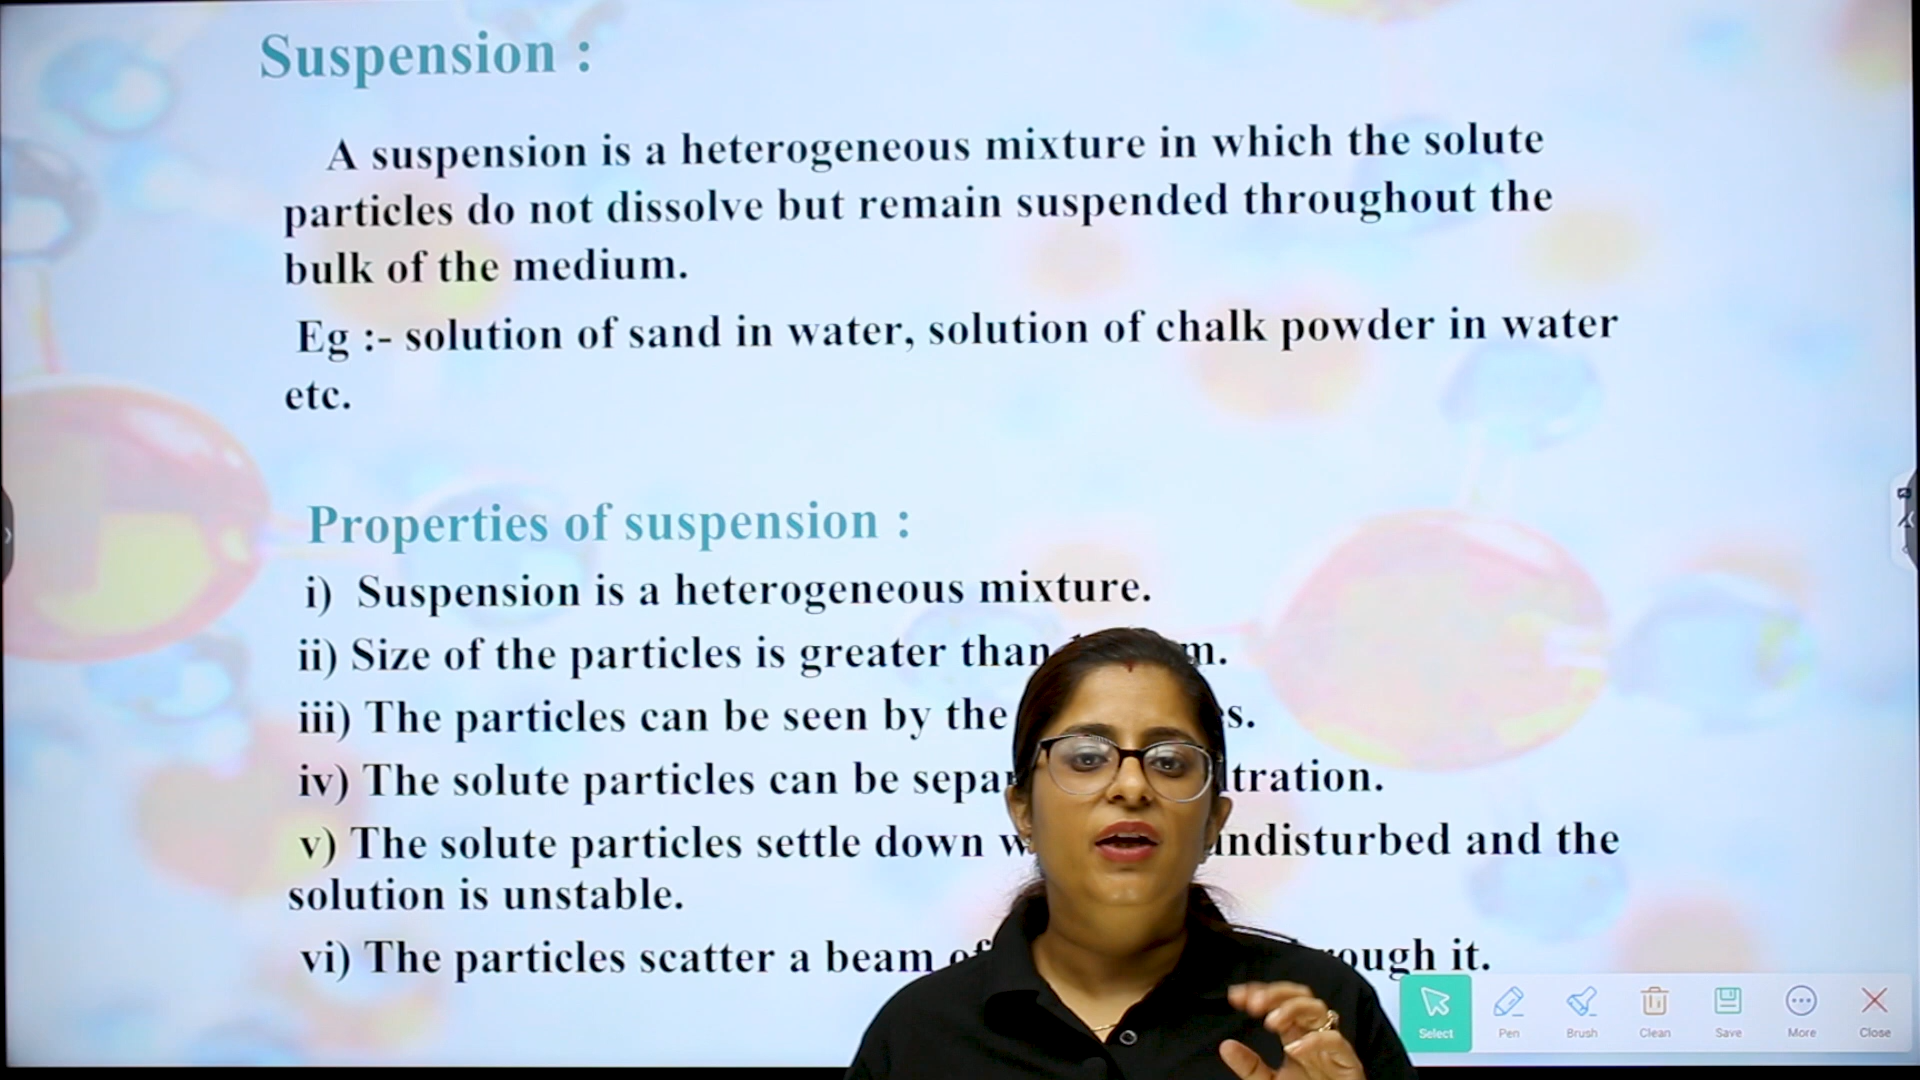 Suspension :
A suspension is a heterogeneous mixture in which the solute
particles do not dissolve but remain suspended throughout the
bulk of the medium.
Eg :- solution of sand in water, solution of chalk powder in water
etc.
Properties of suspension :
i) Suspension is a heterogeneous mixture.
ii) Size of the particles is greater than
iii) The particles can be seen by the
iv) The solute particles can be
v) The solute particles settle down and the
solution is unstable.
vi) The particles scatter a beam it.
Select Pen Brush Clean Save More Close